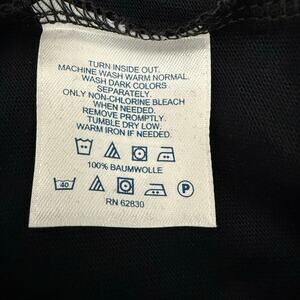 TURN INSIDE OUT.
MACHINE WASH WARM NORMAL.
WASH DARK COLORS
SEPARATELY.
ONLY NON-CHLORINE BLEACH
WHEN NEEDED.
REMOVE PROMPTLY.
TUMBLE DRY LOW.
WARM IRON IF NEEDED.
100% BAUMWOLLE
40 P
RN 62830